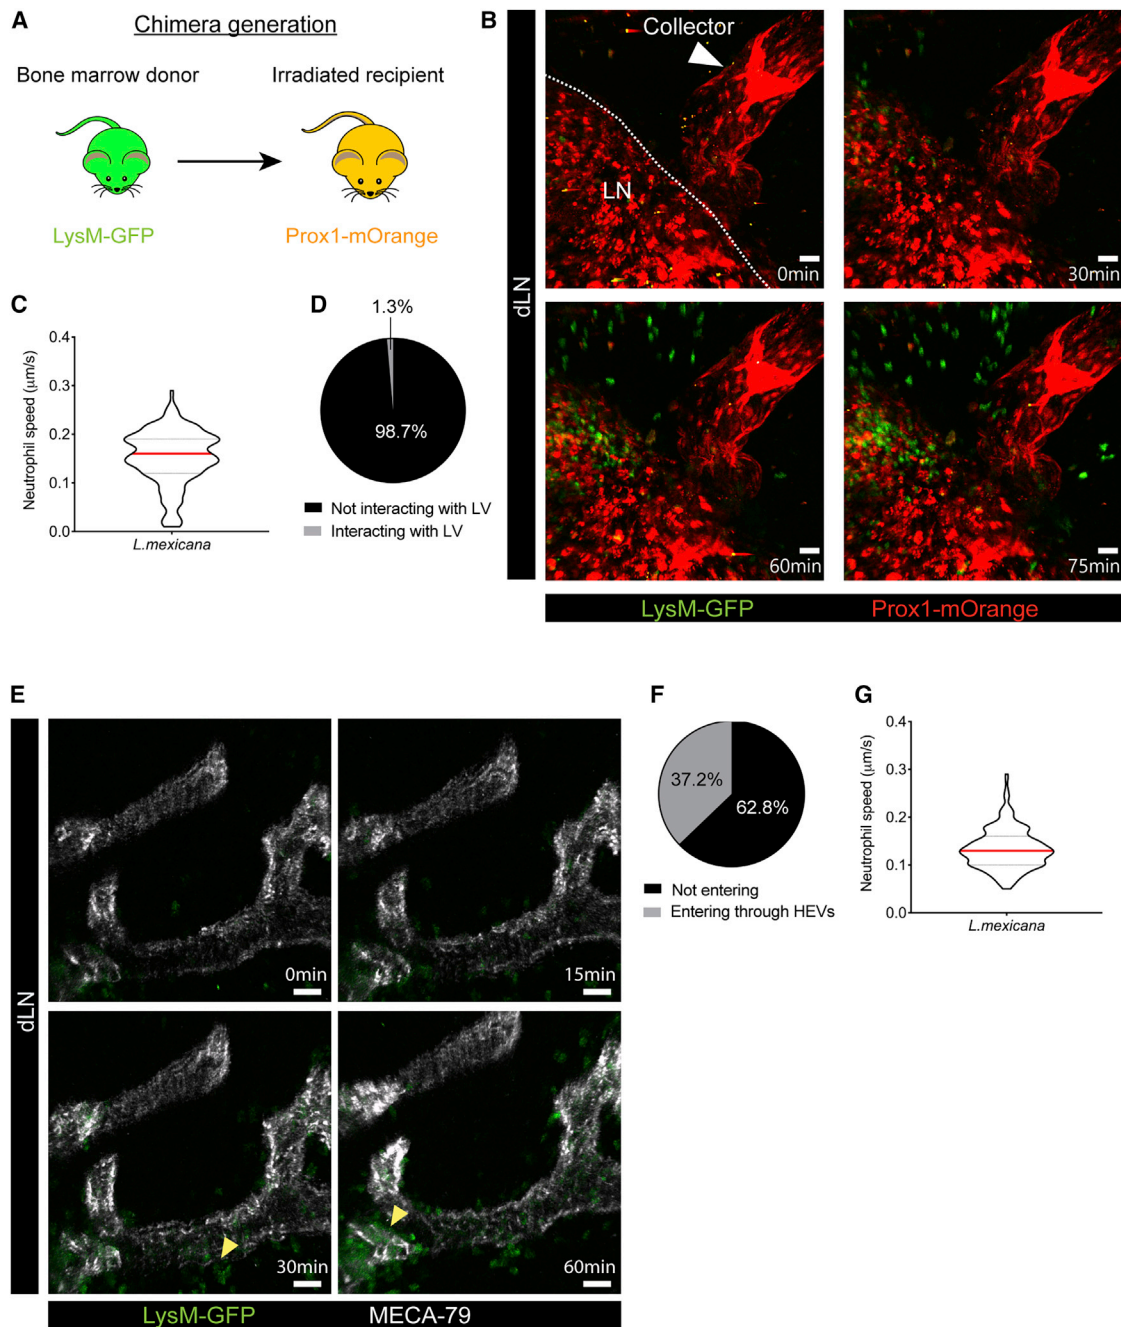 A
Chimera generation
Bone marrow donor
Irradiated recipient
LysM-GFP
Prox1-mOrange
B
dLN
Collector
LN
0min
30min
60min
75min
LysM-GFP
Prox1-mOrange
C
Neutrophil speed (μm/s)
0.4
0.3
0.2
0.1
0.0
L.mexicana
D
1.3%
98.7%
Not interacting with LV
Interacting with LV
E
dLN
0min
15min
30min
60min
LysM-GFP
MECA-79
F
37.2%
62.8%
Not entering
Entering through HEVs
G
Neutrophil speed (μm/s)
0.4
0.3
0.2
0.1
0.0
L.mexicana